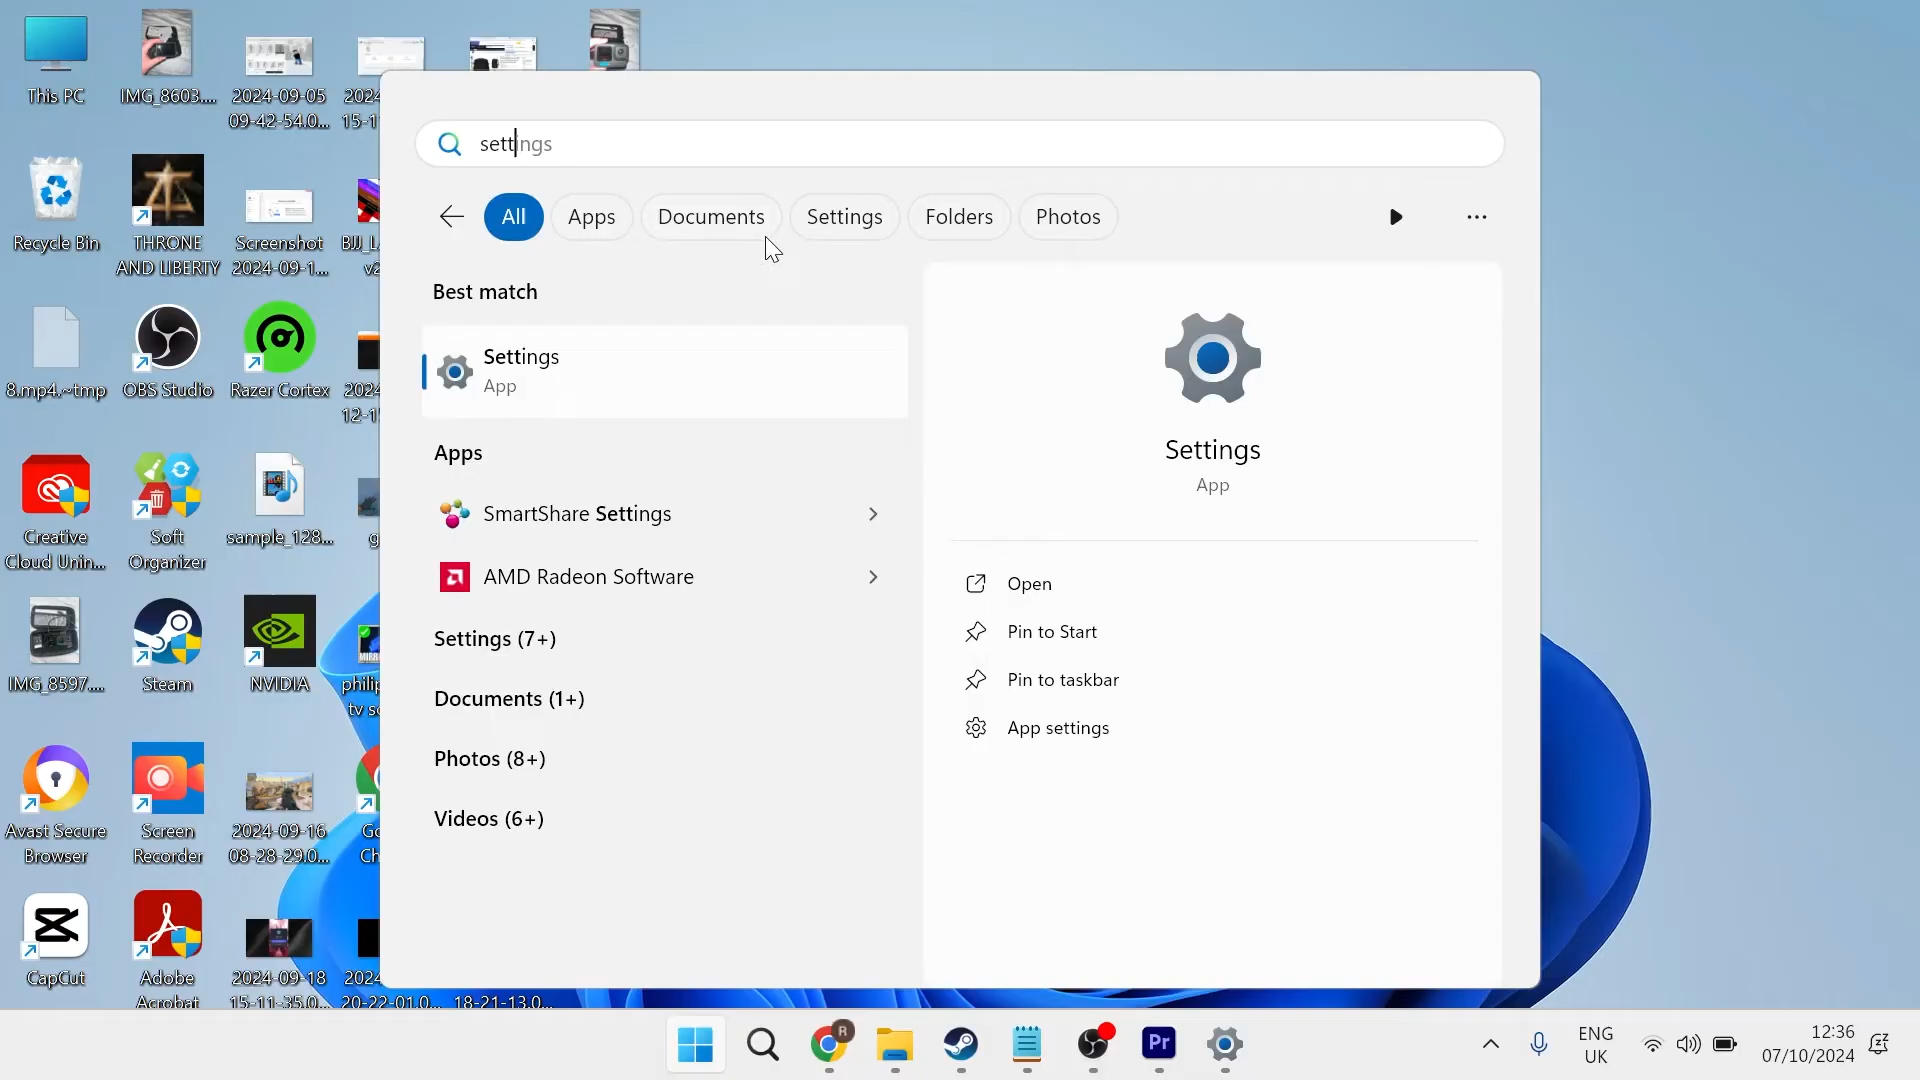 settings
All
Apps
Documents
Settings
Folders
Photos
Best match
Settings
App
Apps
SmartShare Settings
AMD Radeon Software
Settings (7+)
Documents (1+)
Photos (8+)
Videos (6+)
Settings
App
Open
Pin to Start
Pin to taskbar
App settings
This PC
IMG_8603....
2024-09-05
09-42-54.0...
2024
15-1
Recycle Bin
THRONE
AND LIBERTY
Screenshot
2024-09-1...
BJJ_L
v2
8.mp4.~tmp
OBS Studio
Razer Cortex
2024
12-1
Creative
Cloud Unin...
Soft
Organizer
sample_128...
g
IMG_8597....
Steam
NVIDIA
philip
tv sc
Avast Secure
Browser
Screen
Recorder
2024-09-16
08-28-29.0...
Go
Ch
CapCut
Adobe
Acrobat
2024-09-18
15-11-35.0...
2024
20-22-01.0...
18-21-13.0...
R
Pr
ENG
UK
12:36
07/10/2024